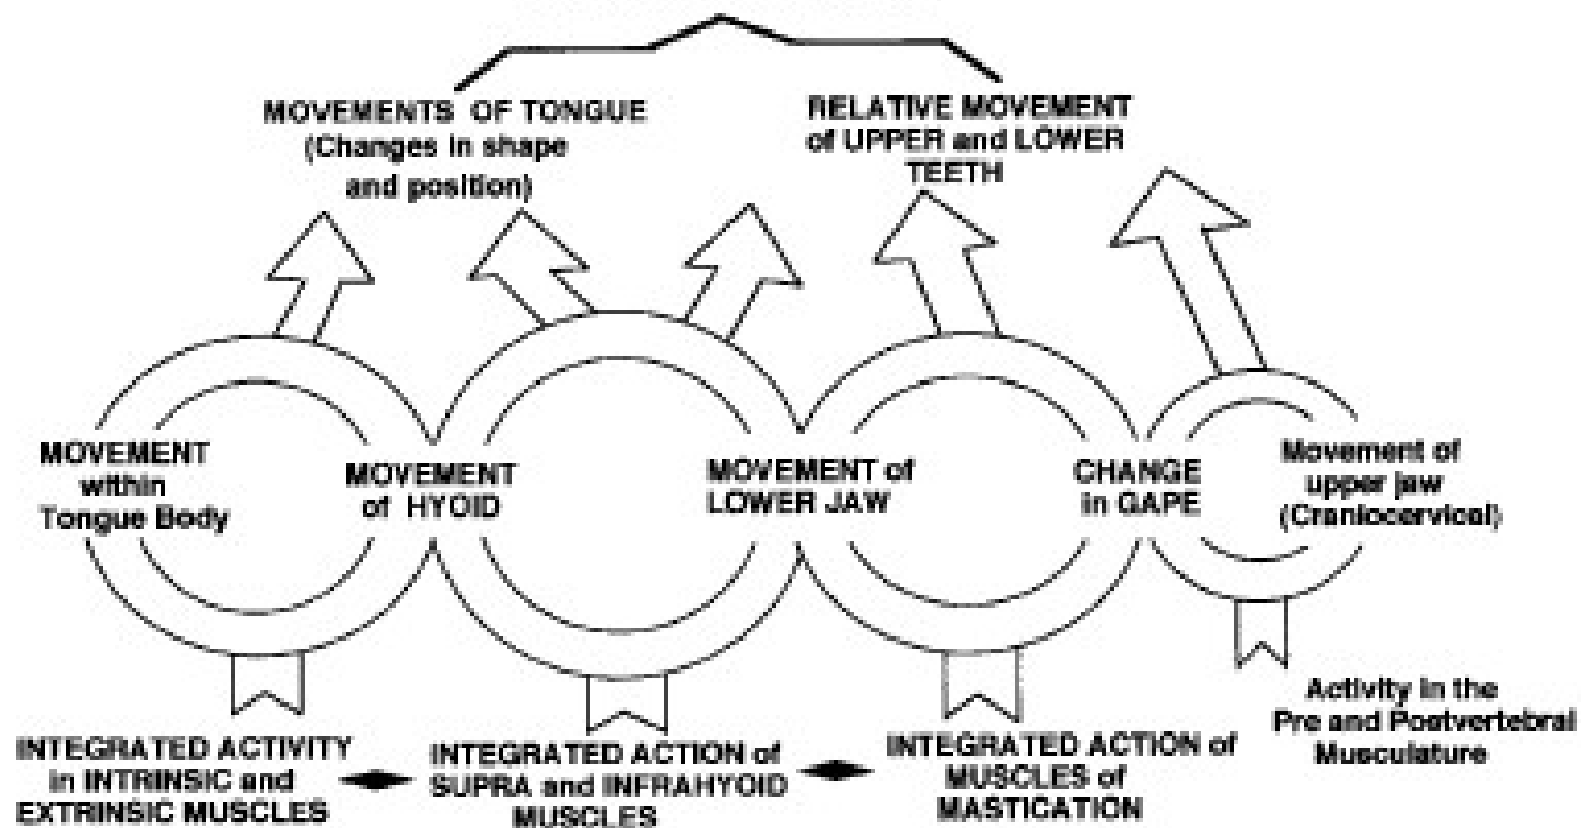 MOVEMENTS OF TONGUE
(Changes in shape
and position)
RELATIVE MOVEMENT
of UPPER and LOWER
TEETH
MOVEMENT
within
Tongue Body
MOVEMENT
of HYOID
MOVEMENT of
LOWER JAW
CHANGE
in GAPE
Movement of
upper jaw
(Craniocervical)
INTEGRATED ACTIVITY
in INTRINSIC and
EXTRINSIC MUSCLES
INTEGRATED ACTION of
SUPRA and INFRAHYOID
MUSCLES
INTEGRATED ACTION of
MUSCLES of
MASTICATION
Activity in the
Pre and Postvertebral
Musculature